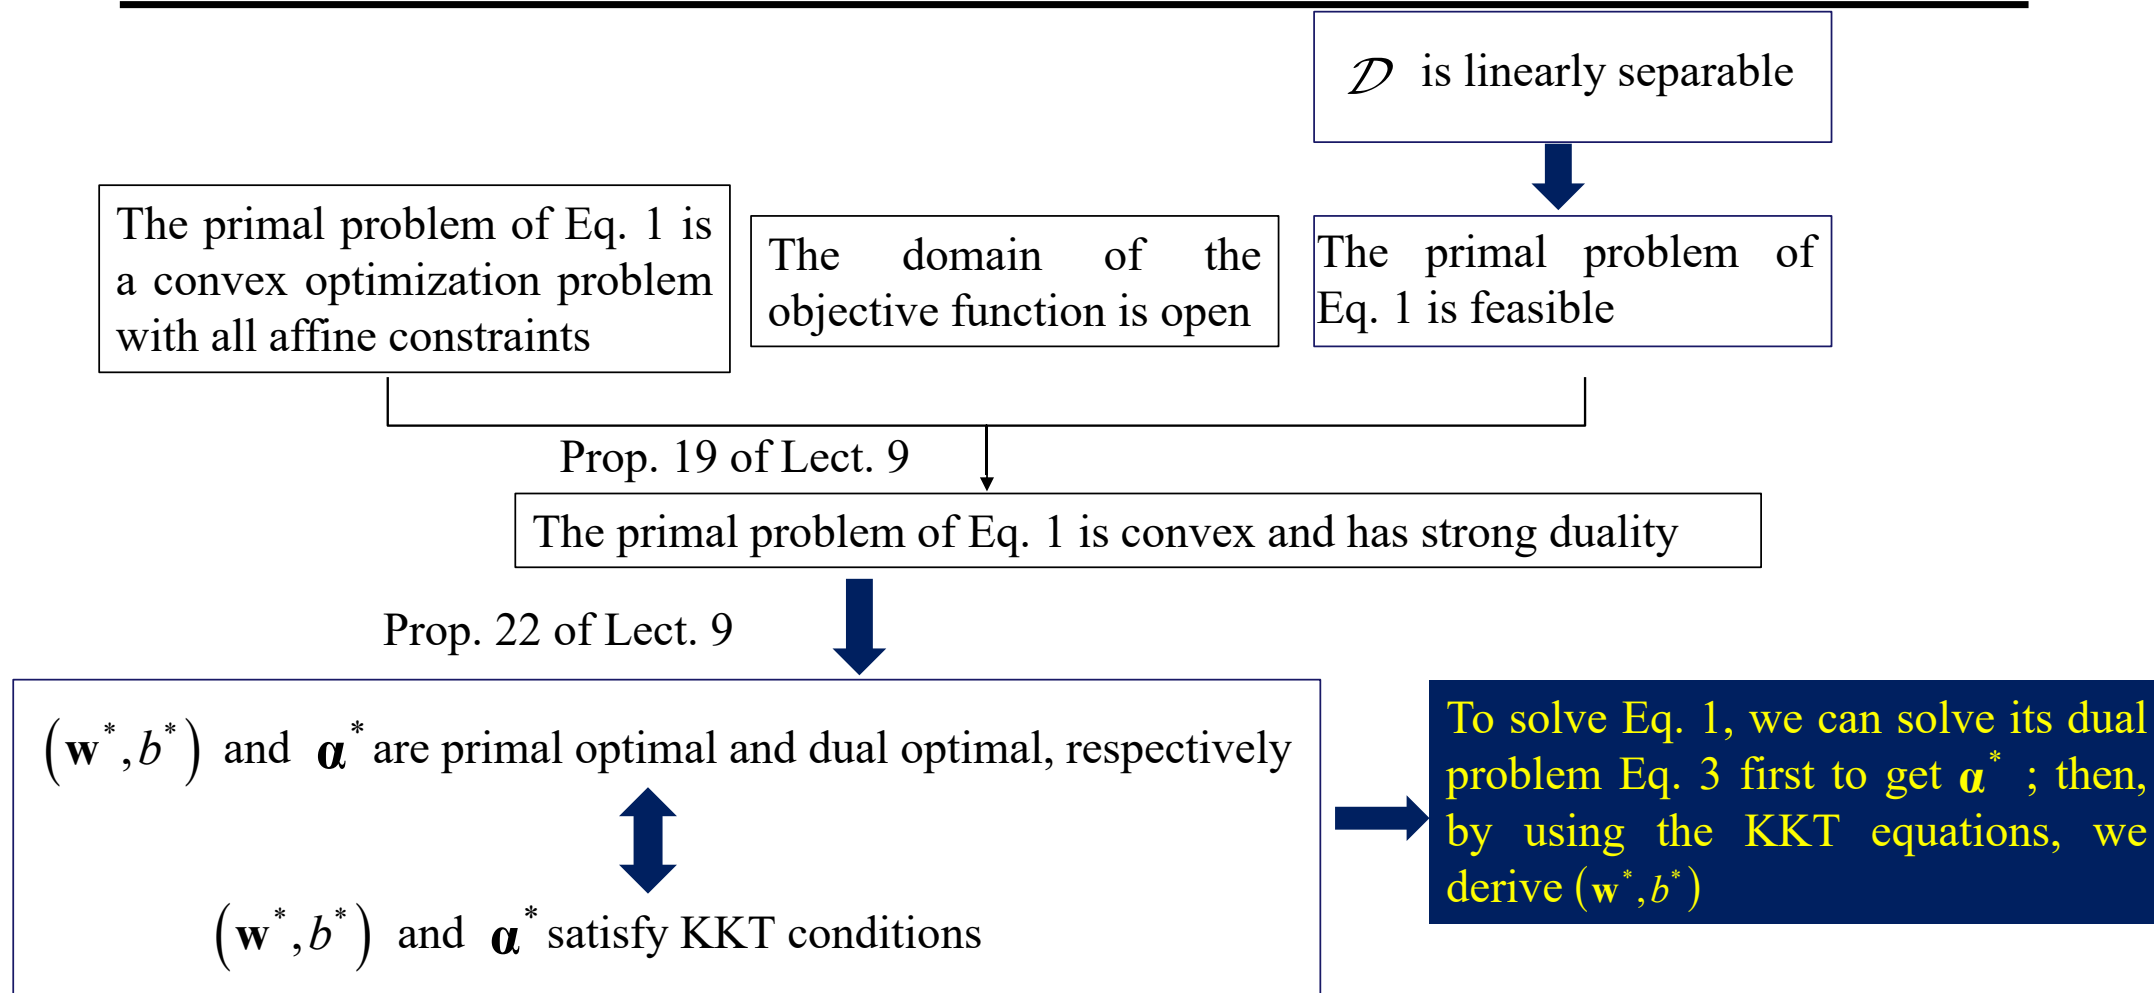 𝒟 is linearly separable
The primal problem of Eq. 1 is
a convex optimization problem
with all affine constraints
The domain of the
objective function is open
The primal problem of
Eq. 1 is feasible
Prop. 19 of Lect. 9
The primal problem of Eq. 1 is convex and has strong duality
Prop. 22 of Lect. 9
(w*, b*) and α* are primal optimal and dual optimal, respectively
(w*, b*) and α* satisfy KKT conditions
To solve Eq. 1, we can solve its dual
problem Eq. 3 first to get α* ; then,
by using the KKT equations, we
derive (w*, b*)